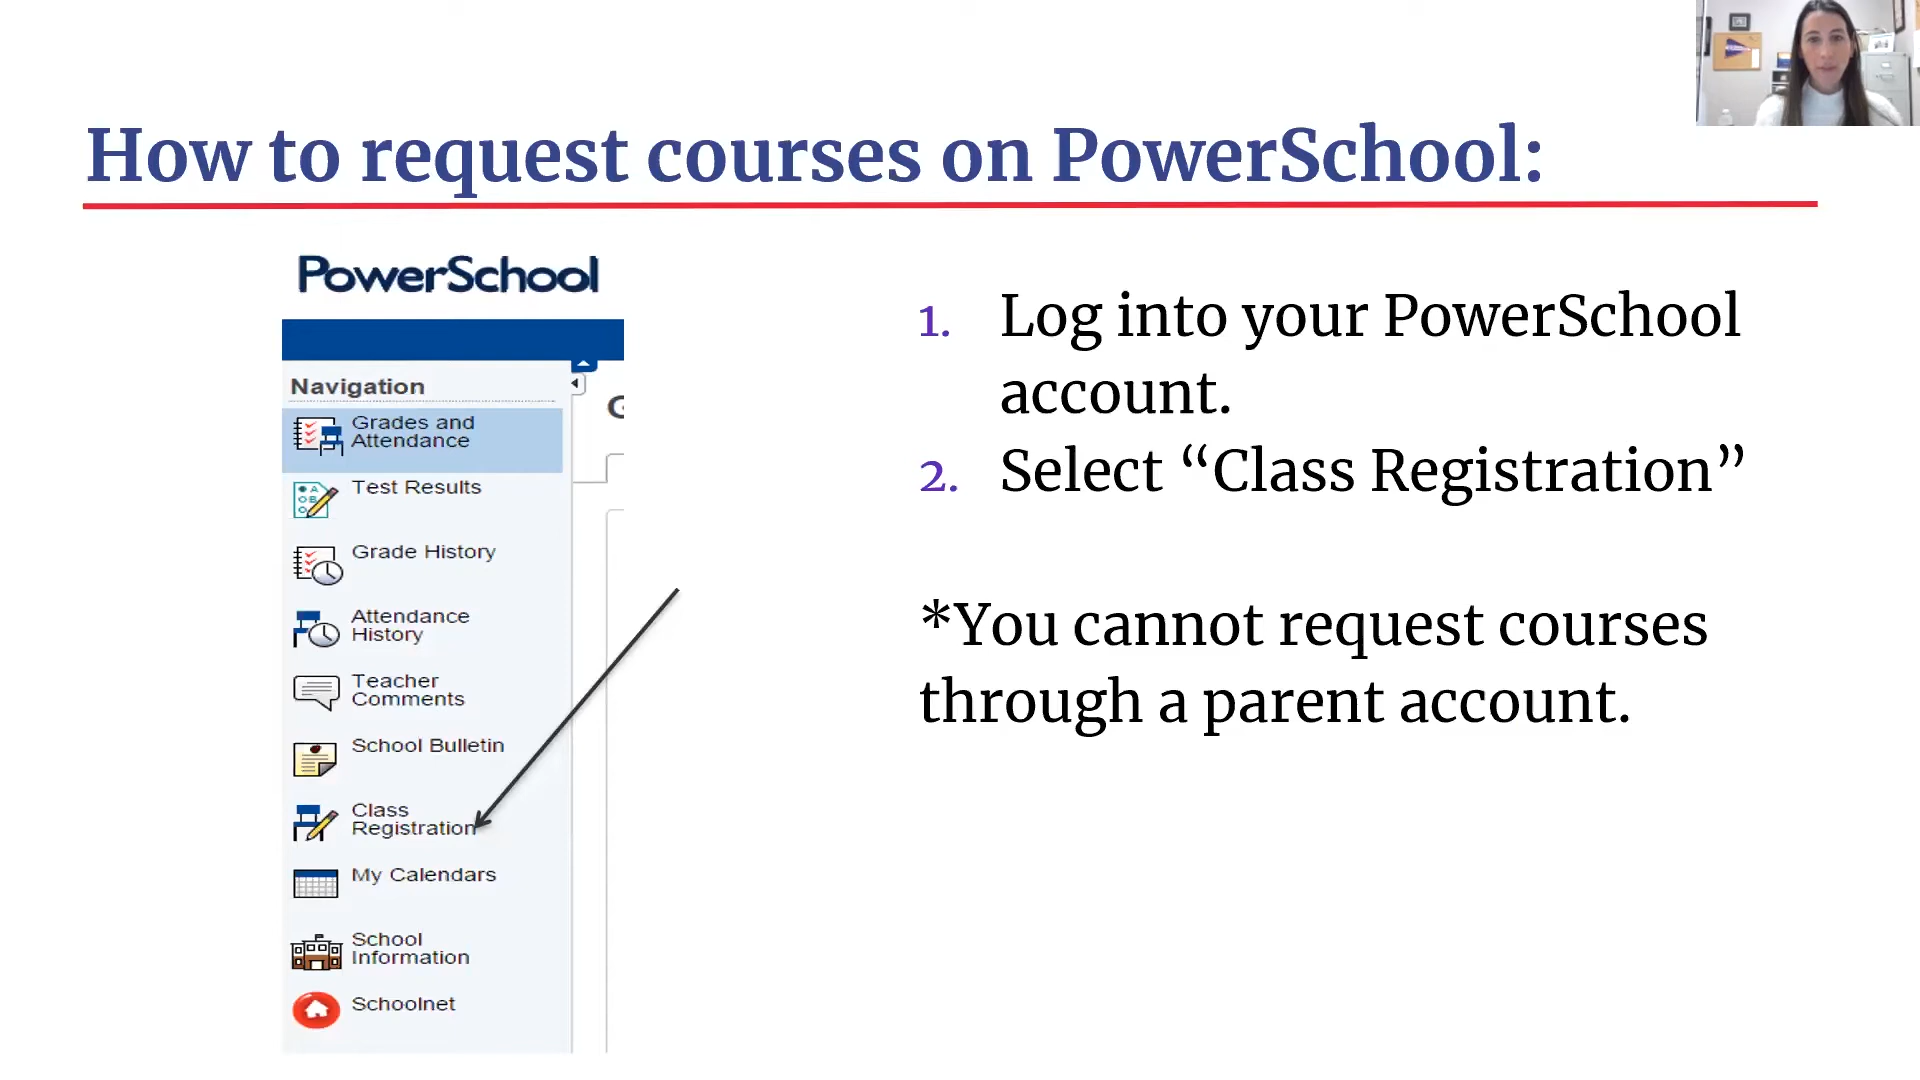 How to request courses on PowerSchool:
PowerSchool
Navigation
Grades and
Attendance
Test Results
Grade History
Attendance
History
Teacher
Comments
School Bulletin
Class
Registration
My Calendars
School
Information
Schoolnet
1. Log into your PowerSchool
account.
2. Select “Class Registration”
*You cannot request courses
through a parent account.